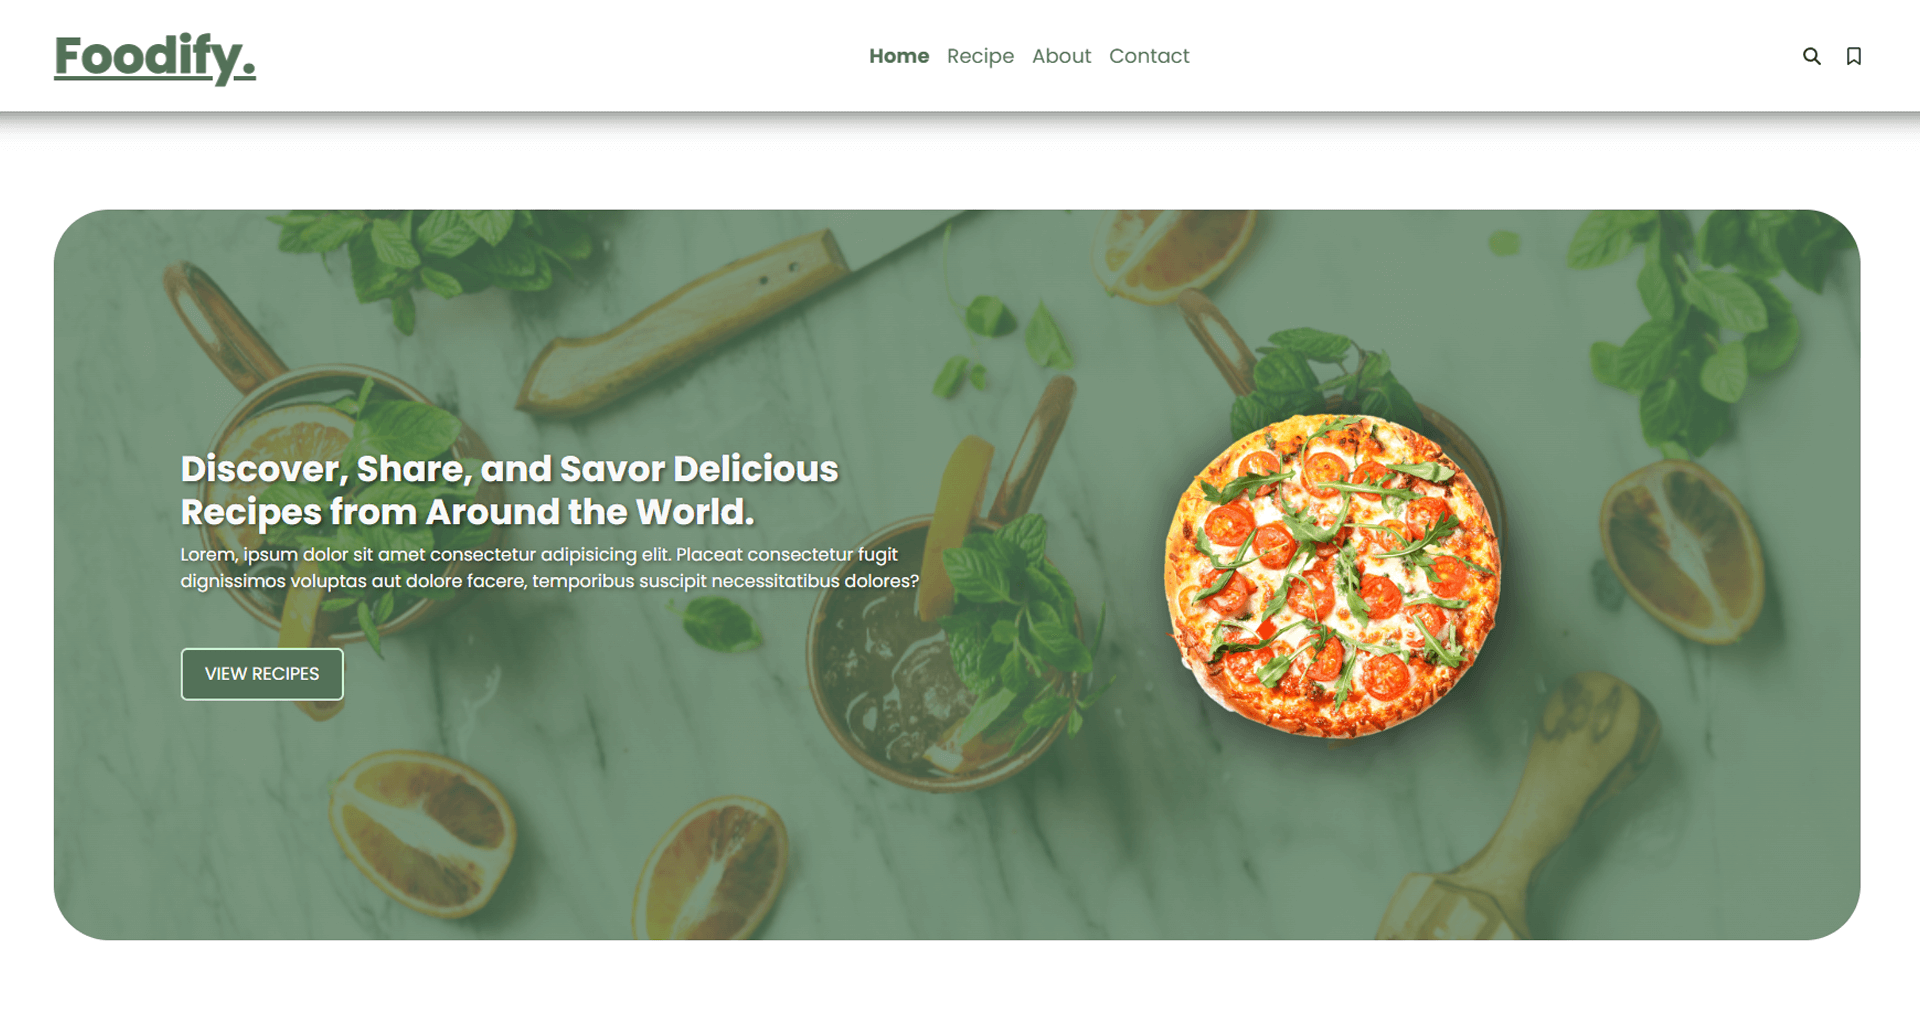 Foodify.
Home Recipe About Contact
Discover, Share, and Savor Delicious
Recipes from Around the World.
Lorem, ipsum dolor sit amet consectetur adipisicing elit. Placeat consectetur fugit
dignissimos voluptas aut dolore facere, temporibus suscipit necessitatibus dolores?
VIEW RECIPES